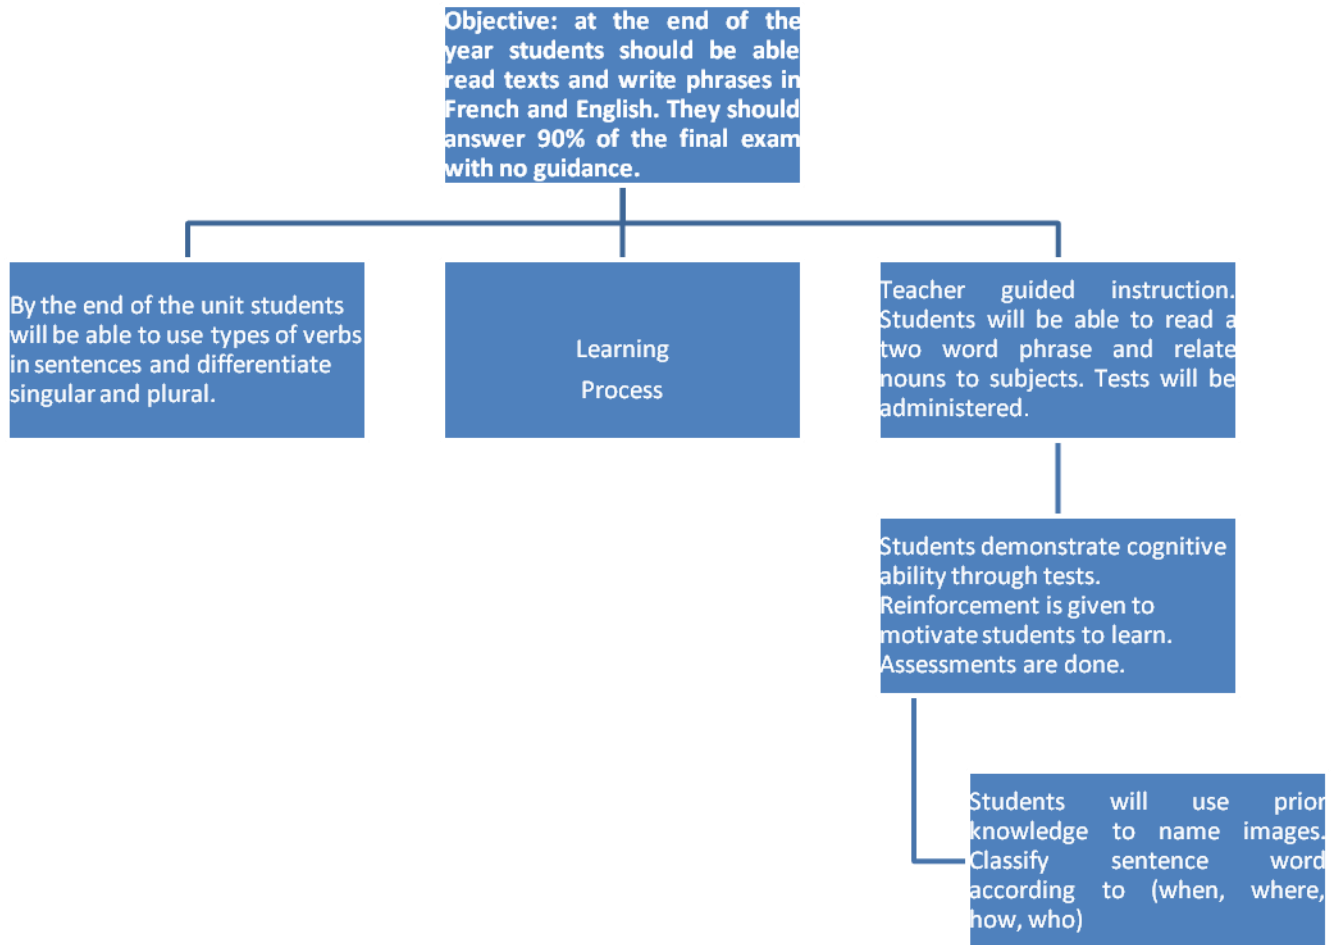 Objective: at the end of the
year students should be able
read texts and write phrases in
French and English. They should
answer 90% of the final exam
with no guidance.
By the end of the unit students
will be able to use types of verbs
in sentences and differentiate
singular and plural.
Learning
Process
Teacher guided instruction.
Students will be able to read a
two word phrase and relate
nouns to subjects. Tests will be
administered.
Students demonstrate cognitive
ability through tests.
Reinforcement is given to
motivate students to learn.
Assessments are done.
Students will use prior
knowledge to name images.
Classify sentence word
according to (when, where,
how, who)